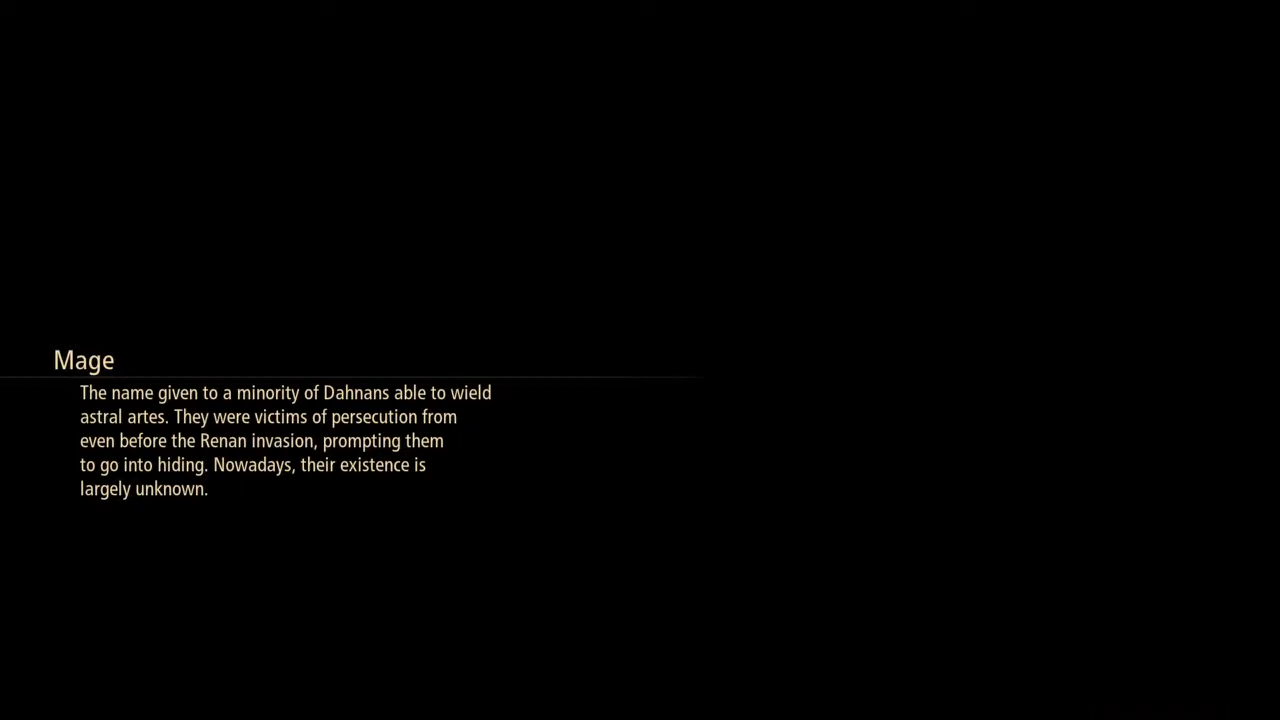 Mage
The name given to a minority of Dahnans able to wield
astral artes. They were victims of persecution from
even before the Renan invasion, prompting them
to go into hiding. Nowadays, their existence is
largely unknown.